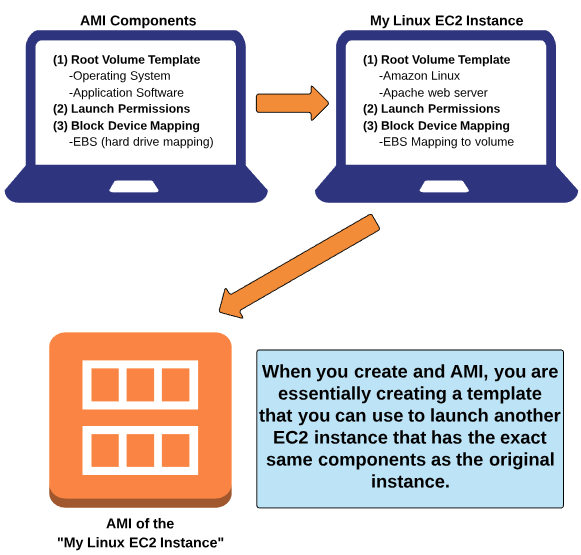 AMI Components
(1) Root Volume Template
-Operating System
-Application Software
(2) Launch Permissions
(3) Block Device Mapping
-EBS (hard drive mapping)
My Linux EC2 Instance
(1) Root Volume Template
-Amazon Linux
-Apache web server
(2) Launch Permissions
(3) Block Device Mapping
-EBS Mapping to volume
When you create and AMI, you are
essentially creating a template
that you can use to launch another
EC2 instance that has the exact
same components as the original
instance.
AMI of the
"My Linux EC2 Instance"